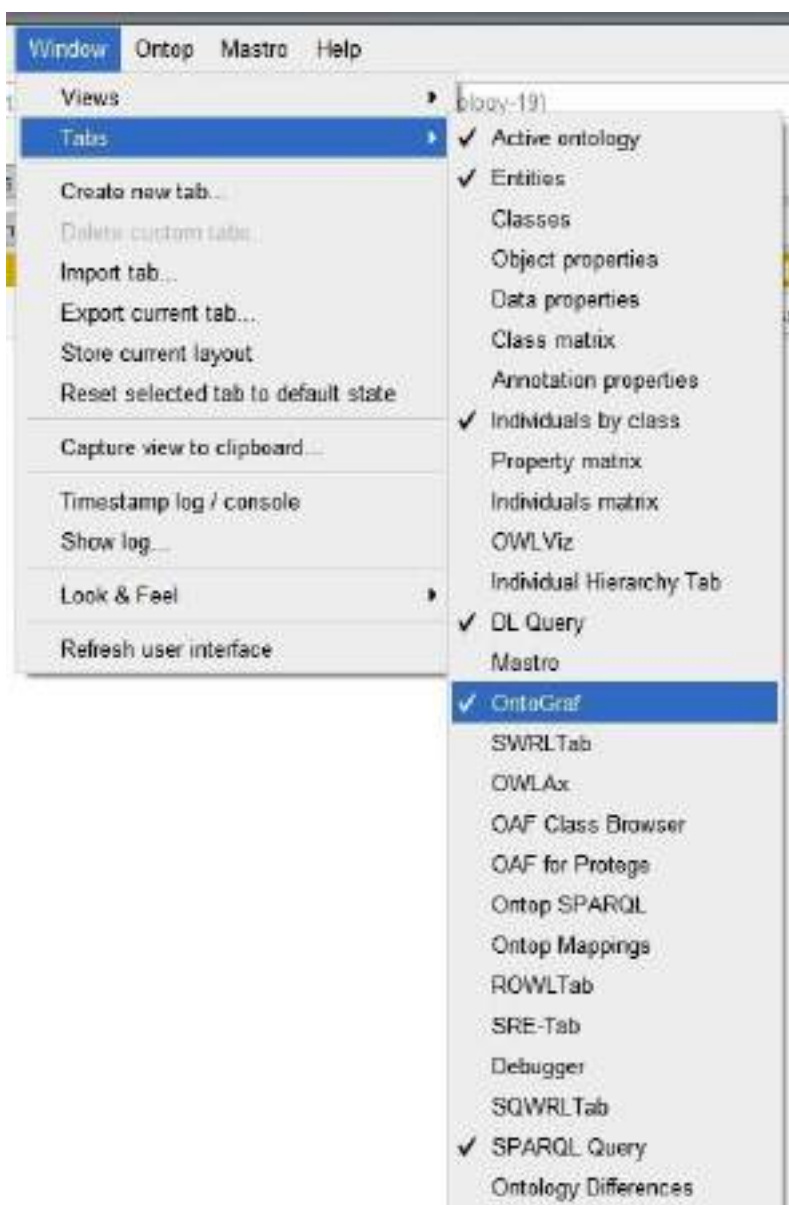 Window Ontop Mastro Help
Views
ology-191
Tabs
Create new tab...
Delete custom tabs...
Import tab...
Export current tab...
Store current layout
Reset selected tab to default state
Capture view to clipboard...
Timestamp log / console
Show log...
Look & Feel
Refresh user interface
Active ontology
Entities
Classes
Object properties
Data properties
Class matrix
Annotation properties
Individuals by class
Property matrix
Individuals matrix
OWLViz
Individual Hierarchy Tab
DL Query
Mastro
OntoGraf
SWRLTab
OWLAx
OAF Class Browser
OAF for Protege
Ontop SPARQL
Ontop Mappings
ROWLTab
SRE-Tab
Debugger
SQWRLTab
SPARQL Query
Ontology Differences